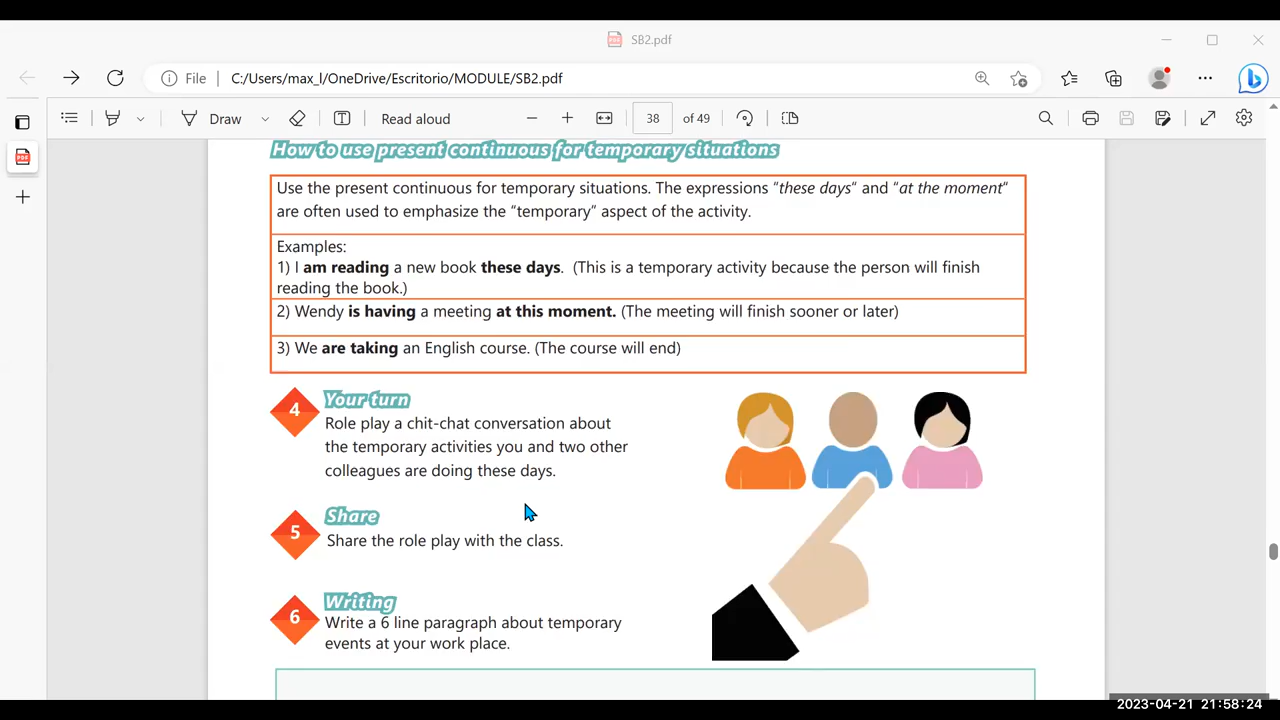 SB2.pdf
File
C:/Users/max_l/OneDrive/Escritorio/MODULE/SB2.pdf
Draw
Read aloud
38
of 49
How to use present continuous for temporary situations
Use the present continuous for temporary situations. The expressions "these days" and "at the moment"
are often used to emphasize the "temporary" aspect of the activity.
Examples:
1) I am reading a new book these days. (This is a temporary activity because the person will finish
reading the book.)
2) Wendy is having a meeting at this moment. (The meeting will finish sooner or later)
3) We are taking an English course. (The course will end)
4
Your turn
Role play a chit-chat conversation about
the temporary activities you and two other
colleagues are doing these days.
5
Share
Share the role play with the class.
6
Writing
Write a 6 line paragraph about temporary
events at your work place.
2023-04-21 21:58:24